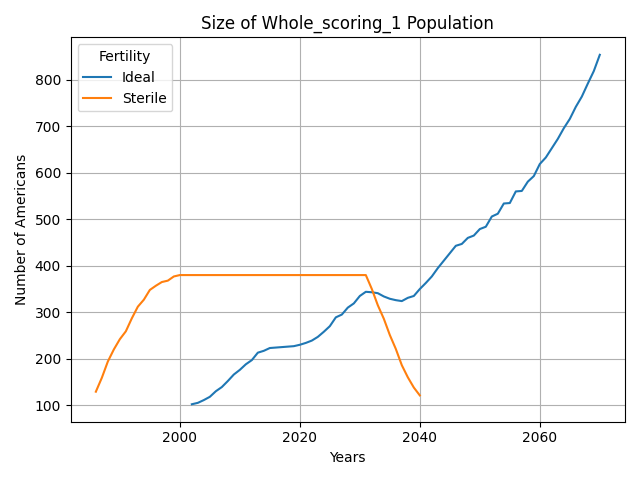 Size of Whole_scoring_1 Population
Number of Americans
800
700
600
500
400
300
200
100
Fertility
Ideal
Sterile
2000 2020 2040 2060
Years